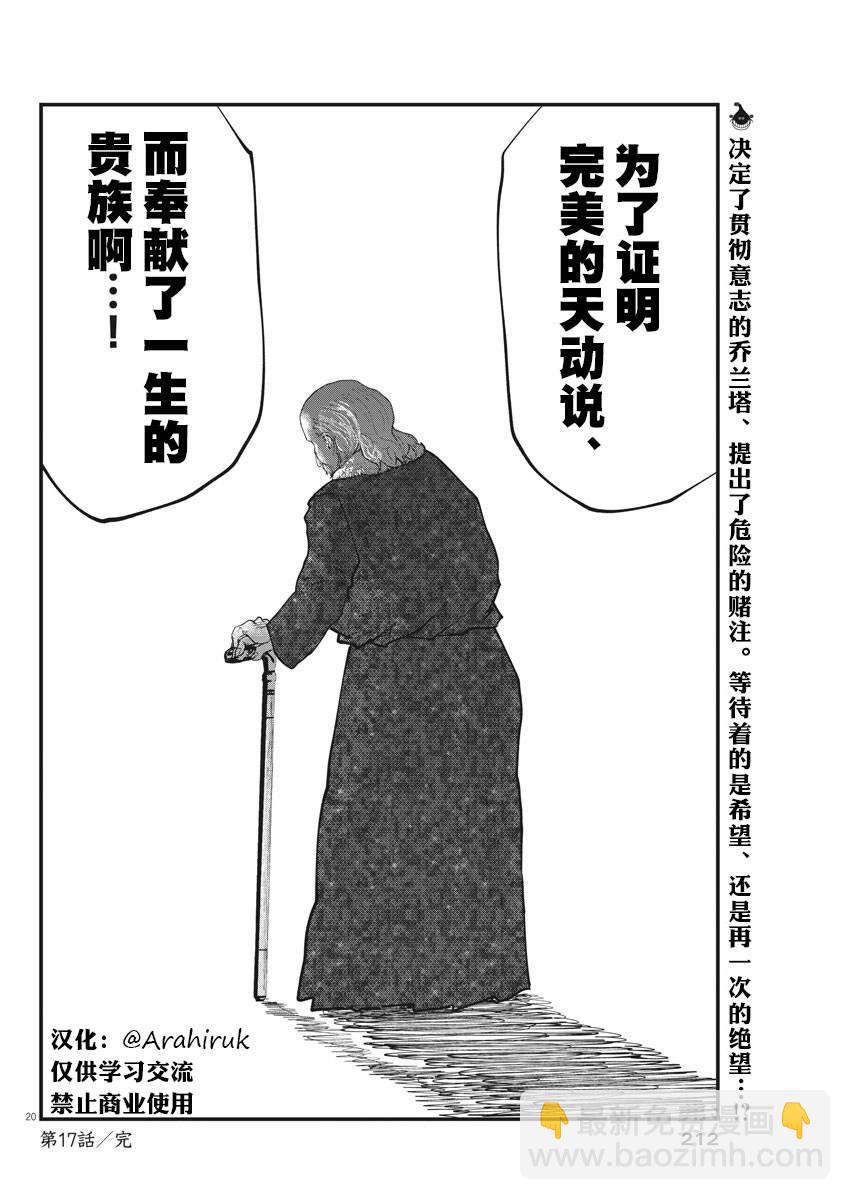 为了证明
完美的天动说、
而奉献了一生的
贵族啊…!
决定了贯彻意志的乔兰塔、提出了危险的赌注。等待着的是希望、还是再一次的绝望…!?
汉化：@Arahiruk
仅供学习交流
禁止商业使用
20
第17話／完
212
👇最新免费漫画👇
www.baozimh.com